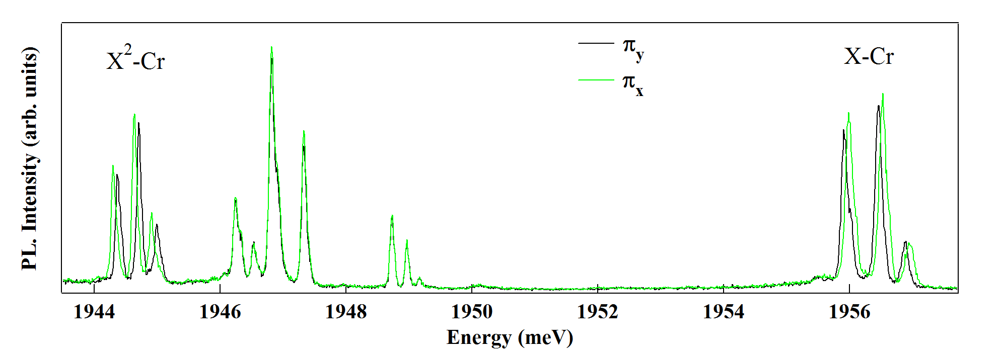 PL. Intensity (arb. units)
X²-Cr
πy
πx
X-Cr
1944 1946 1948 1950 1952 1954 1956
Energy (meV)